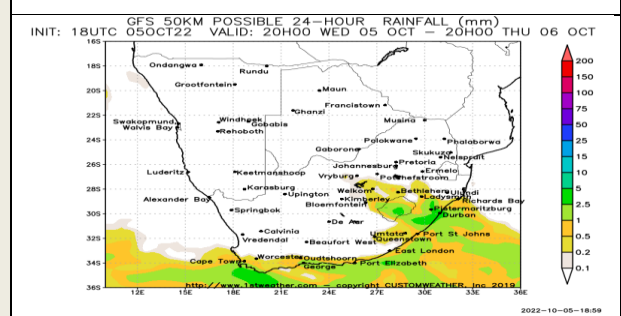 GFS 50KM POSSIBLE 24-HOUR RAINFALL (mm)
INIT: 18UTC 05OCT22 VALID: 20H00 WED 05 OCT - 20H00 THU 06 OCT
16S
200
Ondangwa
Rundu
18S
150
Grootfontein
Maun
20S
100
Francistown
Ghanzi
75
22S
Windhoek
Gobabis
Musina
Swakopmund
Walvis Bay
Rehoboth
50
24S
Polokwane
Phalaborwa
25
Gaborone
Skukuza
Nelspruit
15
26S
Johannesburg
Pretoria
Luderitz
Keetmanshoop
Vryburg
Ermelo
Potchefstroom
10
28S
Karasburg
Upington
Welkom
Bethlehem
Ulundi
5
Alexander Bay
Kimberley
Ladysmith
Richards Bay
Bloemfontein
Pietermaritzburg
2.5
30S
Springbok
Durban
De Aar
1
32S
Calvinia
Umtata
Port St Johns
0.5
Vredendal
Beaufort West
Queenstown
East London
0.2
34S
Cape Town
Worcester
Oudtshoorn
George
Port Elizabeth
0.1
http://www.1stweather.com - copyright CUSTOMWEATHER, Inc 2019
36S
12E 15E 18E 21E 24E 27E 30E 33E 36E
2022-10-05-18:59